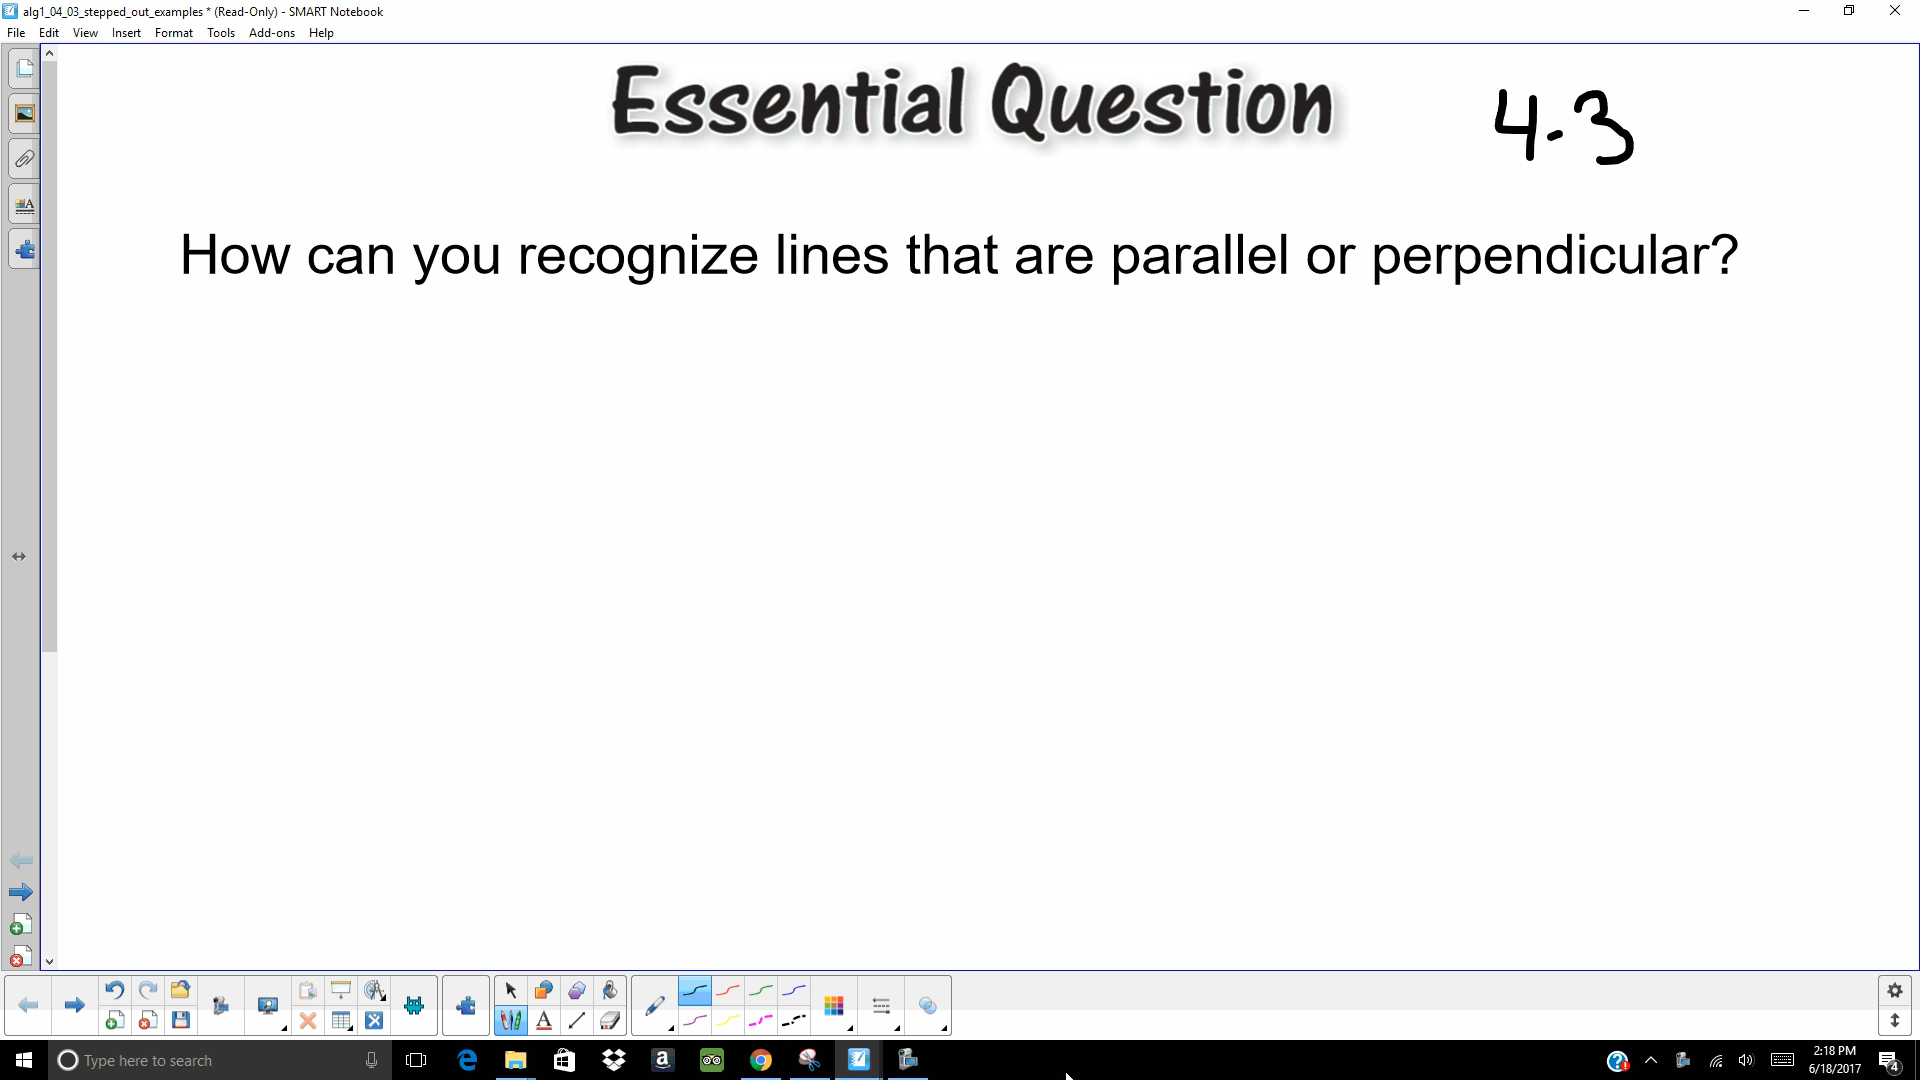 alg1_04_03_stepped_out_examples * (Read-Only) - SMART Notebook
File Edit View Insert Format Tools Add-ons Help
Essential Question 4-3
How can you recognize lines that are parallel or perpendicular?
Type here to search
2:18 PM
6/18/2017
4